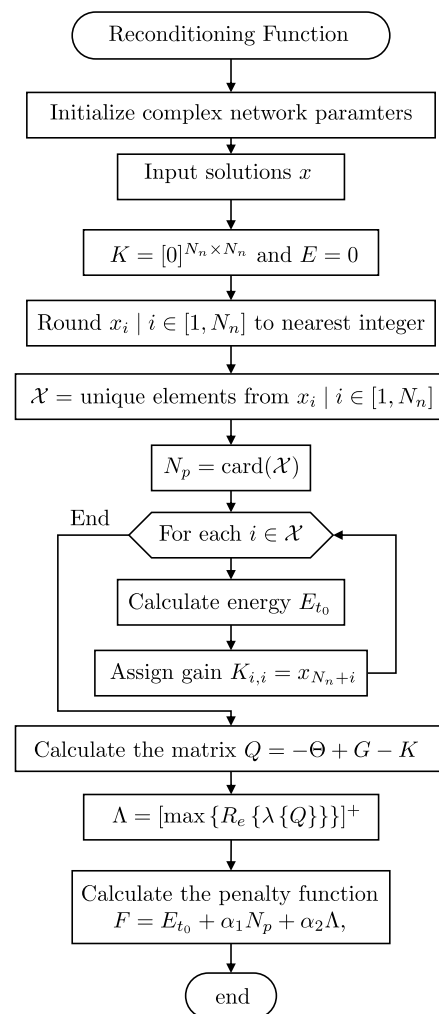 Reconditioning Function
Initialize complex network paramters
Input solutions x
K = [0]^{N_n × N_n} and E = 0
Round x_i | i ∈ [1, N_n] to nearest integer
𝒳 = unique elements from x_i | i ∈ [1, N_n]
N_p = card(𝒳)
End
For each i ∈ 𝒳
Calculate energy E_{t_0}
Assign gain K_{i,i} = x_{N_n+i}
Calculate the matrix Q = −Θ + G − K
Λ = [max {R_e {λ {Q}}}]^+
Calculate the penalty function
F = E_{t_0} + α_1 N_p + α_2 Λ,
end